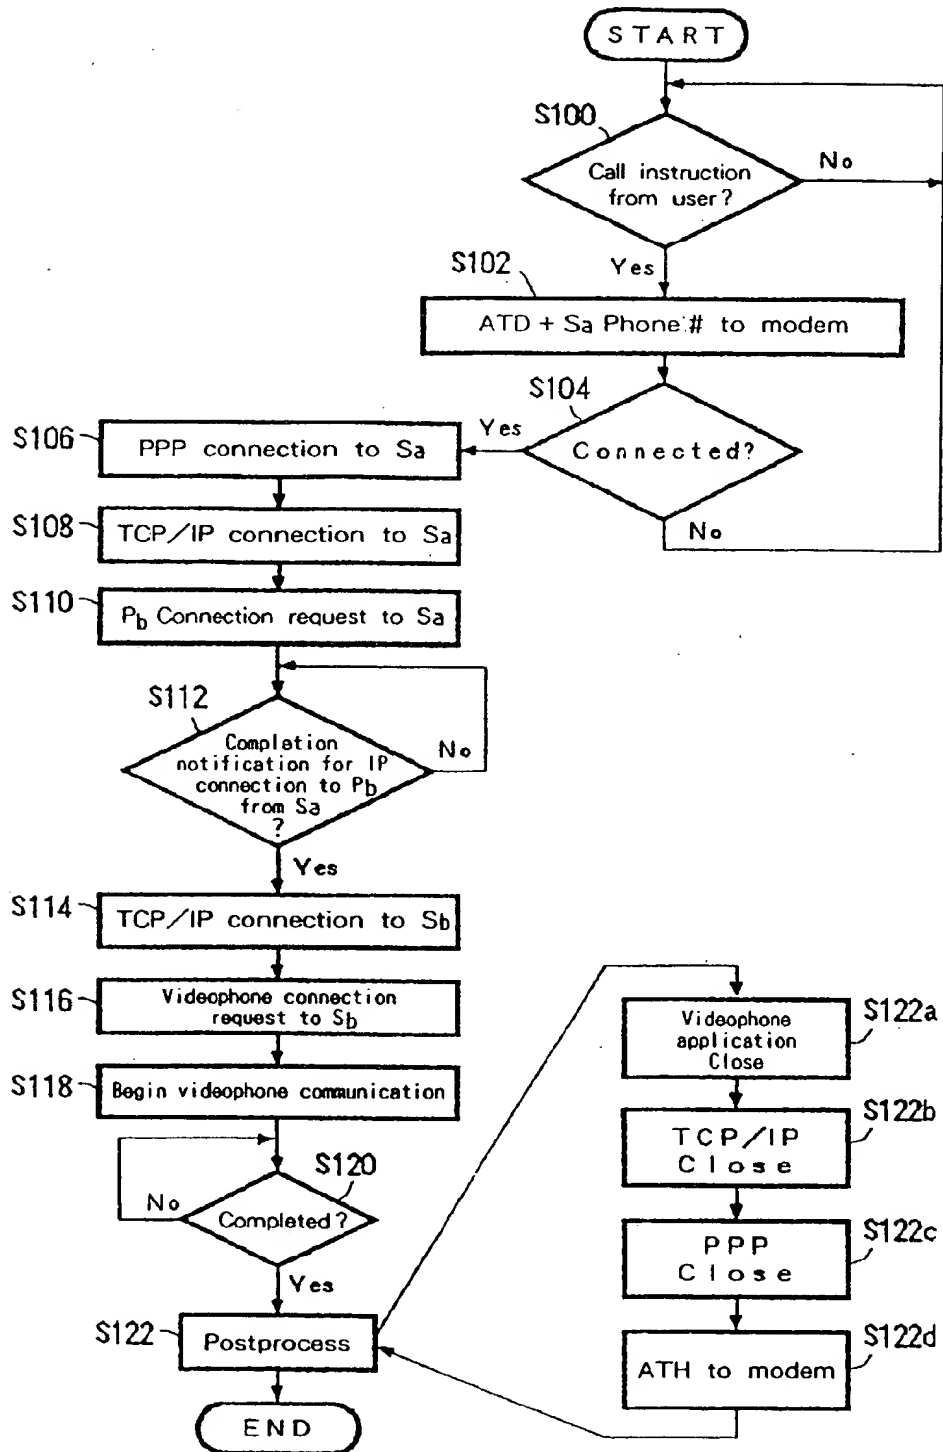 START
S100
Call instruction
from user?
No
Yes
S102
ATD + Sa Phone # to modem
S104
Connected?
Yes
No
S106
PPP connection to Sa
S108
TCP/IP connection to Sa
S110
Pb Connection request to Sa
S112
Completion
notification for IP
connection to Pb
from Sa
?
No
Yes
S114
TCP/IP connection to Sb
S116
Videophone connection
request to Sb
S118
Begin videophone communication
S120
Completed?
No
Yes
S122
Postprocess
END
S122a
Videophone
application
Close
S122b
TCP/IP
Close
S122c
PPP
Close
S122d
ATH to modem